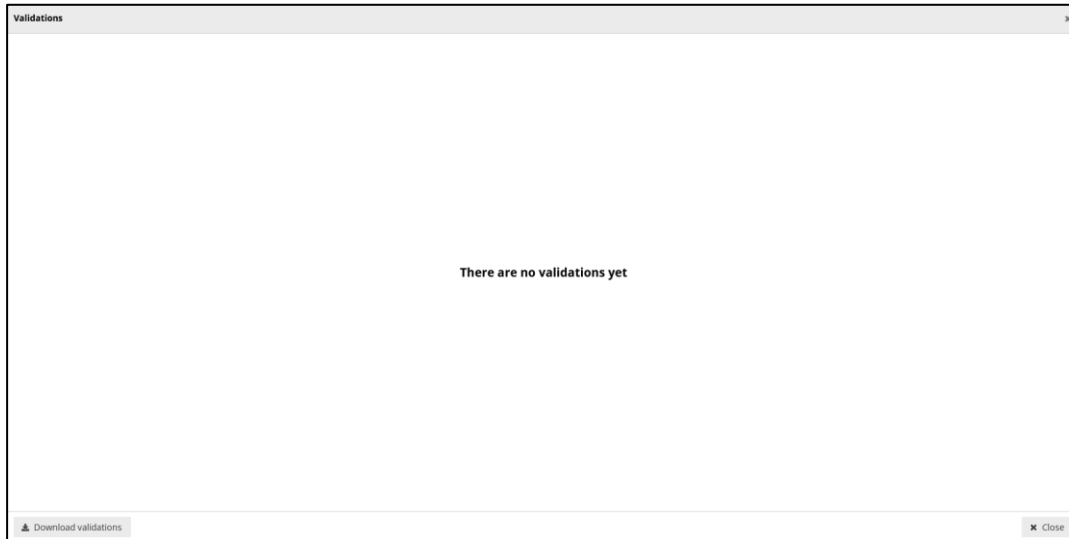 Validations
There are no validations yet
Download validations
Close